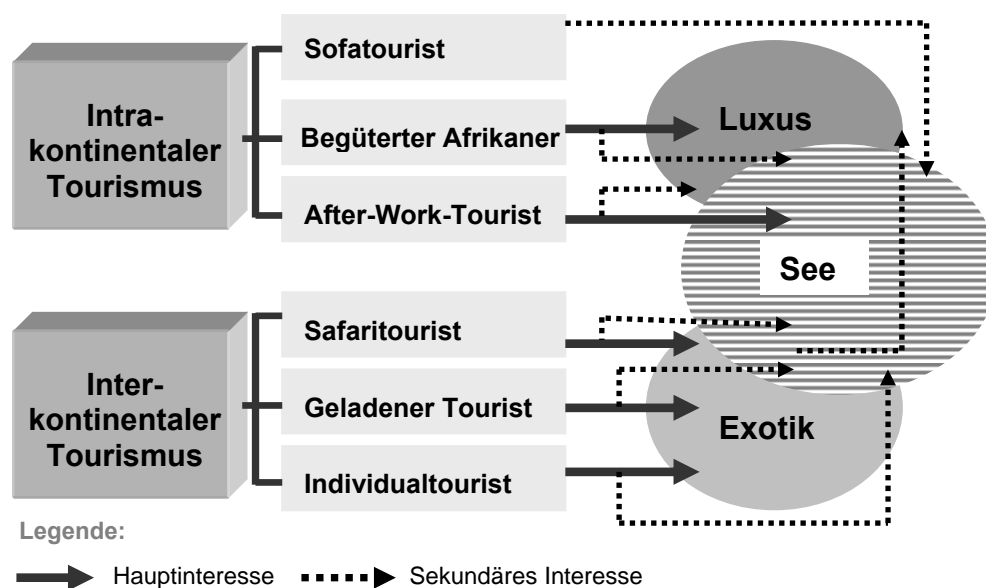 Intra-
kontinentaler
Tourismus
Sofatourist
Begüterter Afrikaner
After-Work-Tourist
Luxus
See
Inter-
kontinentaler
Tourismus
Safaritourist
Geladener Tourist
Individualtourist
Exotik
Legende:
Hauptinteresse
Sekundäres Interesse